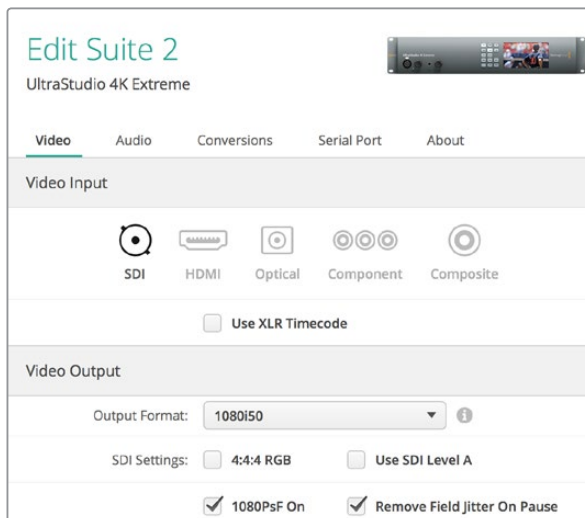 Edit Suite 2
UltraStudio 4K Extreme
Video Audio Conversions Serial Port About
Video Input
SDI HDMI Optical Component Composite
Use XLR Timecode
Video Output
Output Format: 1080i50
SDI Settings: 4:4:4 RGB Use SDI Level A
1080PsF On Remove Field Jitter On Pause